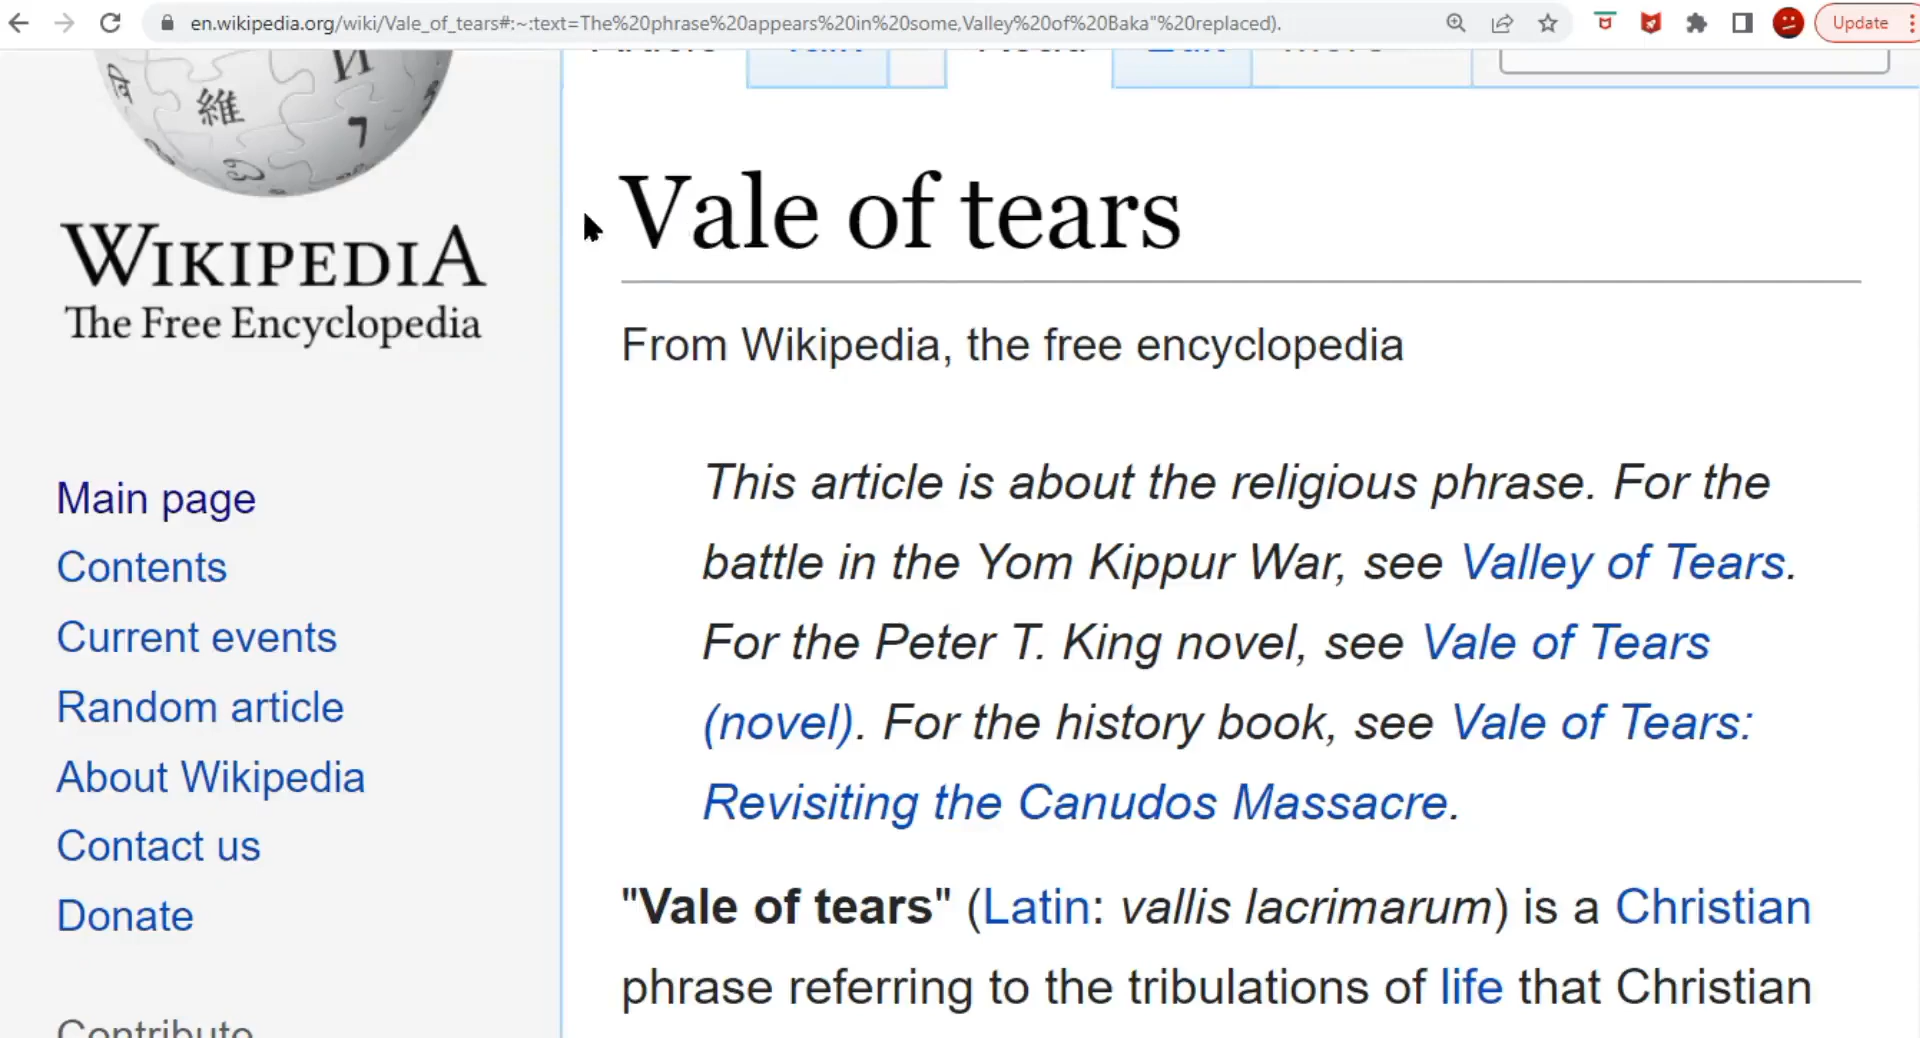 en.wikipedia.org/wiki/Vale_of_tears#:~:text=The%20phrase%20appears%20in%20some,Valley%20of%20Baka"%20replaced).
Update
維
И
7
WIKIPEDIA
The Free Encyclopedia
Main page
Contents
Current events
Random article
About Wikipedia
Contact us
Donate
Contribute
Vale of tears
From Wikipedia, the free encyclopedia
This article is about the religious phrase. For the
battle in the Yom Kippur War, see Valley of Tears.
For the Peter T. King novel, see Vale of Tears
(novel). For the history book, see Vale of Tears:
Revisiting the Canudos Massacre.
"Vale of tears" (Latin: vallis lacrimarum) is a Christian
phrase referring to the tribulations of life that Christian